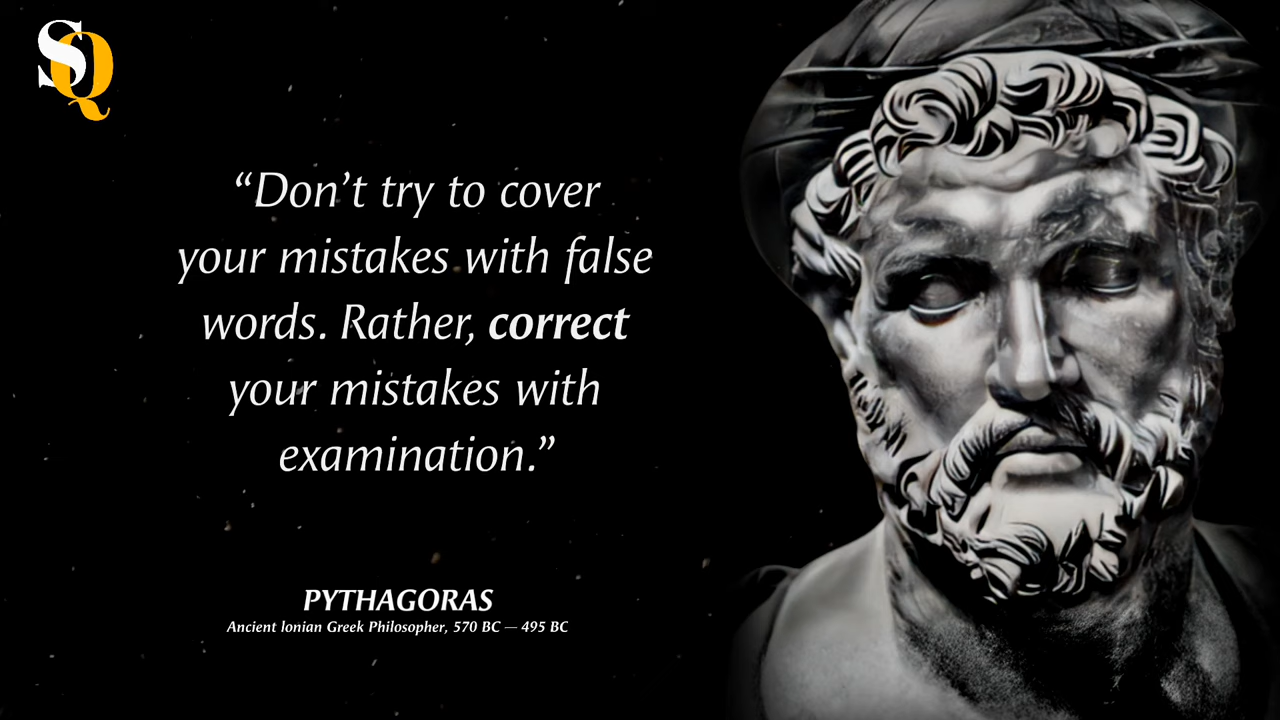 SQ
“Don’t try to cover
your mistakes with false
words. Rather, correct
your mistakes with
examination.”
PYTHAGORAS
Ancient Ionian Greek Philosopher, 570 BC — 495 BC